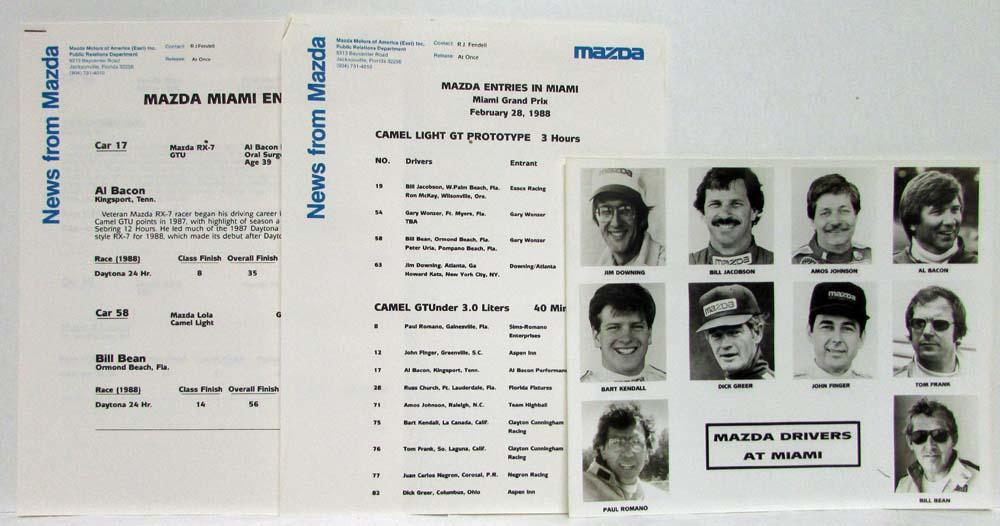 News from Mazda
Mazda Motors of America (East) Inc.
Public Relations Department
8313 Baycenter Road
Jacksonville, Florida 32256
(904) 731-4010
Contact: R.J. Fendell
Release: At Once
MAZDA MIAMI EN
Car 17
Mazda RX-7
GTU
Al Bacon
Oral Surg
Age 39
Al Bacon
Kingsport, Tenn.
Veteran Mazda RX-7 racer began his driving career
Camel GTU points in 1987, with highlight of season a
Sebring 12 Hours. He led much of the 1987 Daytona
style RX-7 for 1988, which made its debut after Dayto
Race (1988) Class Finish Overall Finish
Daytona 24 Hr. 8 35
Car 58
Mazda Lola
Camel Light
G
Bill Bean
Ormond Beach, Fla.
Race (1988) Class Finish Overall Finish
Daytona 24 Hr. 14 56
News from Mazda
Mazda Motors of America (East) Inc.
Public Relations Department
8313 Baycenter Road
Jacksonville, Florida 32256
(904) 731-4010
Contact: R.J. Fendell
Release: At Once
mazda
MAZDA ENTRIES IN MIAMI
Miami Grand Prix
February 28, 1988
CAMEL LIGHT GT PROTOTYPE 3 Hours
NO. Drivers Entrant
19 Bill Jacobson, W.Palm Beach, Fla. Essex Racing
Ron McKay, Wilsonville, Ore.
54 Gary Wonzer, Ft. Myers, Fla. Gary Wonzer
TBA
58 Bill Bean, Ormond Beach, Fla. Gary Wonzer
Peter Uria, Pompano Beach, Fla.
63 Jim Downing, Atlanta, Ga Downing/Atlanta
Howard Katz, New York City, NY.
CAMEL GTUnder 3.0 Liters 40 Min
8 Paul Romano, Gainesville, Fla. Sims-Romano
Enterprises
12 John Finger, Greenville, S.C. Aspen Inn
17 Al Bacon, Kingsport, Tenn. Al Bacon Performan
28 Russ Church, Ft. Lauderdale, Fla. Florida Fixtures
71 Amos Johnson, Raleigh, N.C. Team Highball
75 Bart Kendall, La Canada, Calif. Clayton Cunningham
Racing
76 Tom Frank, So. Laguna, Calif. Clayton Cunningham
Racing
77 Juan Carlos Negron, Corozal, P.R. Negron Racing
82 Dick Greer, Columbus, Ohio Aspen Inn
JIM DOWNING
BILL JACOBSON
AMOS JOHNSON
AL BACON
BART KENDALL
DICK GREER
JOHN FINGER
TOM FRANK
PAUL ROMANO
MAZDA DRIVERS
AT MIAMI
BILL BEAN